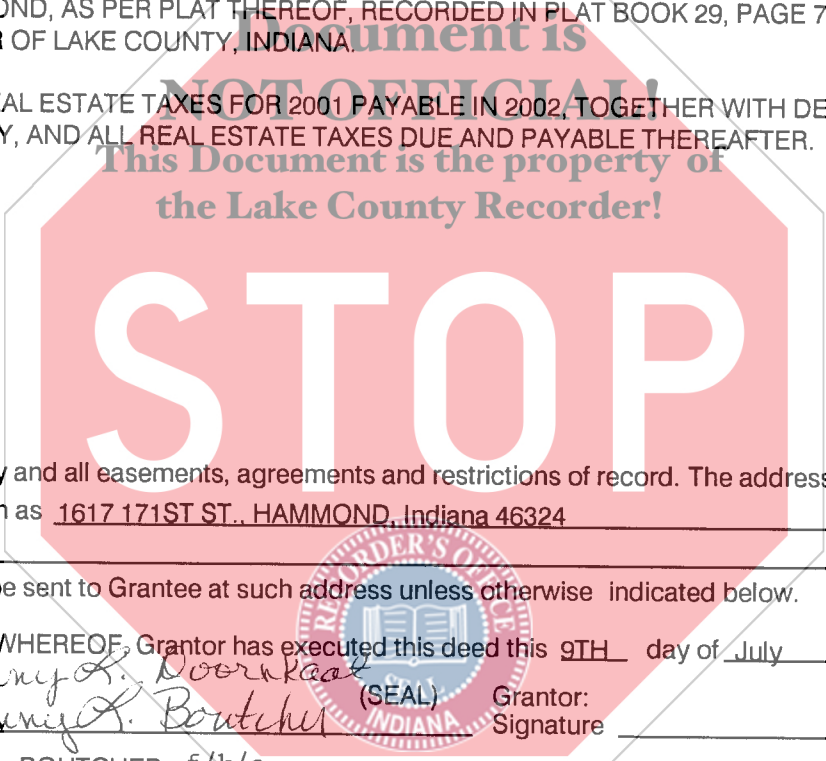 OND, AS PER PLAT THEREOF, RECORDED IN PLAT BOOK 29, PAGE 7
R OF LAKE COUNTY, INDIANA.
Document is
NOT OFFICIAL!
This Document is the property of
the Lake County Recorder!
EAL ESTATE TAXES FOR 2001 PAYABLE IN 2002, TOGETHER WITH DE
Y, AND ALL REAL ESTATE TAXES DUE AND PAYABLE THEREAFTER.
STOP
y and all easements, agreements and restrictions of record. The address
n as 1617 171ST ST., HAMMOND, Indiana 46324
RECORDER'S OFFICE
SEAL
INDIANA
be sent to Grantee at such address unless otherwise indicated below.
WHEREOF, Grantor has executed this deed this 9TH day of July
ny L. Doornkaat
(SEAL) Grantor:
ny L. Boutcher
Signature
BOUTCHER